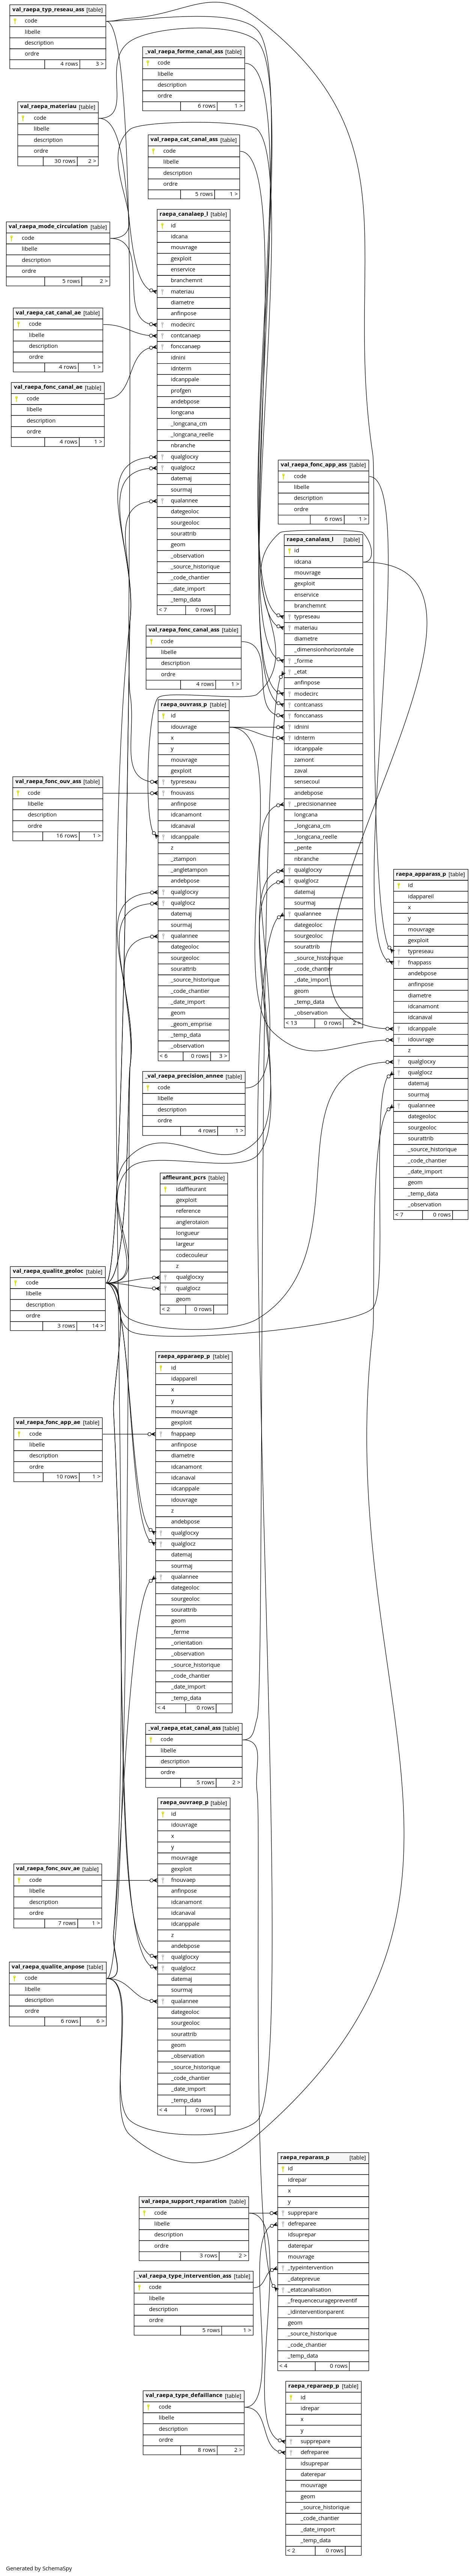 val_raepa_typ_reseau_ass [table]
code
libelle
description
ordre
4 rows 3 >
_val_raepa_forme_canal_ass [table]
code
libelle
description
ordre
6 rows 1 >
val_raepa_materiau [table]
code
libelle
description
ordre
30 rows 2 >
val_raepa_cat_canal_ass [table]
code
libelle
description
ordre
5 rows 1 >
val_raepa_mode_circulation [table]
code
libelle
description
ordre
5 rows 2 >
val_raepa_cat_canal_ae [table]
code
libelle
description
ordre
4 rows 1 >
val_raepa_fonc_canal_ae [table]
code
libelle
description
ordre
4 rows 1 >
raepa_canalaep_l [table]
id
idcana
mouvrage
gexploit
enservice
branchemnt
materiau
diametre
anfinpose
modecirc
contcanaep
fonccanaep
idnini
idnterm
idcanppale
profgen
andebpose
longcana
_longcana_cm
_longcana_reelle
nbranche
qualglocxy
qualglocz
datemaj
sourmaj
qualannee
dategeoloc
sourgeoloc
sourattrib
geom
_observation
_source_historique
_code_chantier
_date_import
_temp_data
< 7 0 rows
val_raepa_fonc_app_ass [table]
code
libelle
description
ordre
6 rows 1 >
raepa_canalass_l [table]
id
idcana
mouvrage
gexploit
enservice
branchemnt
typreseau
materiau
diametre
_dimensionhorizontale
_forme
_etat
anfinpose
modecirc
contcanass
fonccanass
idnini
idnterm
idcanppale
zamont
zaval
sensecoul
andebpose
_precisionannee
longcana
_longcana_cm
_longcana_reelle
_pente
nbranche
qualglocxy
qualglocz
datemaj
sourmaj
qualannee
dategeoloc
sourgeoloc
sourattrib
_source_historique
_code_chantier
_date_import
geom
_temp_data
_observation
< 13 0 rows 2 >
val_raepa_fonc_canal_ass [table]
code
libelle
description
ordre
4 rows 1 >
raepa_ouvrass_p [table]
id
idouvrage
x
y
mouvrage
gexploit
typreseau
fnouvass
anfinpose
idcanamont
idcanaval
idcanppale
z
_ztampon
_angletampon
andebpose
qualglocxy
qualglocz
datemaj
sourmaj
qualannee
dategeoloc
sourgeoloc
sourattrib
_source_historique
_code_chantier
_date_import
geom
_geom_emprise
_temp_data
_observation
< 6 0 rows 3 >
val_raepa_fonc_ouv_ass [table]
code
libelle
description
ordre
16 rows 1 >
raepa_apparass_p [table]
id
idappareil
x
y
mouvrage
gexploit
typreseau
fnappass
andebpose
anfinpose
diametre
idcanamont
idcanaval
idcanppale
idouvrage
z
qualglocxy
qualglocz
datemaj
sourmaj
qualannee
dategeoloc
sourgeoloc
sourattrib
_source_historique
_code_chantier
_date_import
geom
_temp_data
_observation
< 7 0 rows
_val_raepa_precision_annee [table]
code
libelle
description
ordre
4 rows 1 >
affleurant_pcrs [table]
idaffleurant
gexploit
reference
anglerotaion
longueur
largeur
codecouleur
z
qualglocxy
qualglocz
geom
< 2 0 rows
val_raepa_qualite_geoloc [table]
code
libelle
description
ordre
3 rows 14 >
raepa_apparaep_p [table]
id
idappareil
x
y
mouvrage
gexploit
fnappaep
anfinpose
diametre
idcanamont
idcanaval
idcanppale
idouvrage
z
andebpose
qualglocxy
qualglocz
datemaj
sourmaj
qualannee
dategeoloc
sourgeoloc
sourattrib
geom
_ferme
_orientation
_observation
_source_historique
_code_chantier
_date_import
_temp_data
< 4 0 rows
val_raepa_fonc_app_ae [table]
code
libelle
description
ordre
10 rows 1 >
_val_raepa_etat_canal_ass [table]
code
libelle
description
ordre
5 rows 2 >
raepa_ouvraep_p [table]
id
idouvrage
x
y
mouvrage
gexploit
fnouvaep
anfinpose
idcanamont
idcanaval
idcanppale
z
andebpose
qualglocxy
qualglocz
datemaj
sourmaj
qualannee
dategeoloc
sourgeoloc
sourattrib
geom
_observation
_source_historique
_code_chantier
_date_import
_temp_data
< 4 0 rows
val_raepa_fonc_ouv_ae [table]
code
libelle
description
ordre
7 rows 1 >
val_raepa_qualite_anpose [table]
code
libelle
description
ordre
6 rows 6 >
raepa_reparass_p [table]
id
idrepar
x
y
supprepare
defreparee
idsuprepar
daterepar
mouvrage
_typeintervention
_dateprevue
_etatcanalisation
_frequencecuragepreventif
_idinterventionparent
geom
_source_historique
_code_chantier
_temp_data
< 4 0 rows
val_raepa_support_reparation [table]
code
libelle
description
ordre
3 rows 2 >
_val_raepa_type_intervention_ass [table]
code
libelle
description
ordre
5 rows 1 >
val_raepa_type_defaillance [table]
code
libelle
description
ordre
8 rows 2 >
raepa_reparaep_p [table]
id
idrepar
x
y
supprepare
defreparee
idsuprepar
daterepar
mouvrage
geom
_source_historique
_code_chantier
_date_import
_temp_data
< 2 0 rows
Generated by SchemaSpy